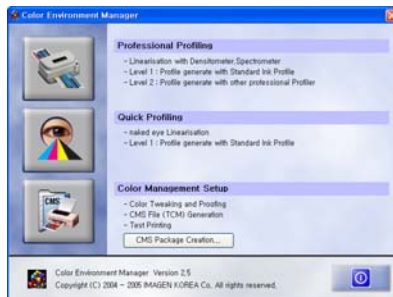 Color Environment Manager
Professional Profiling
- Linearisation with Densitometer,Spectrometer
- Level 1 : Profile generate with Standard Ink Profile
- Level 2 : Profile generate with other professional Profiler
Quick Profiling
- naked eye Linearisation
- Level 1 : Profile generate with Standard Ink Profile
Color Management Setup
- Color Tweaking and Proofing
- CMS File (TCM) Generation
- Test Printing
CMS
CMS Package Creation...
Color Environment Manager Version 2,5
Copyright (C) 2004 - 2005 IMAGEN KOREA Co, All rights reserved,